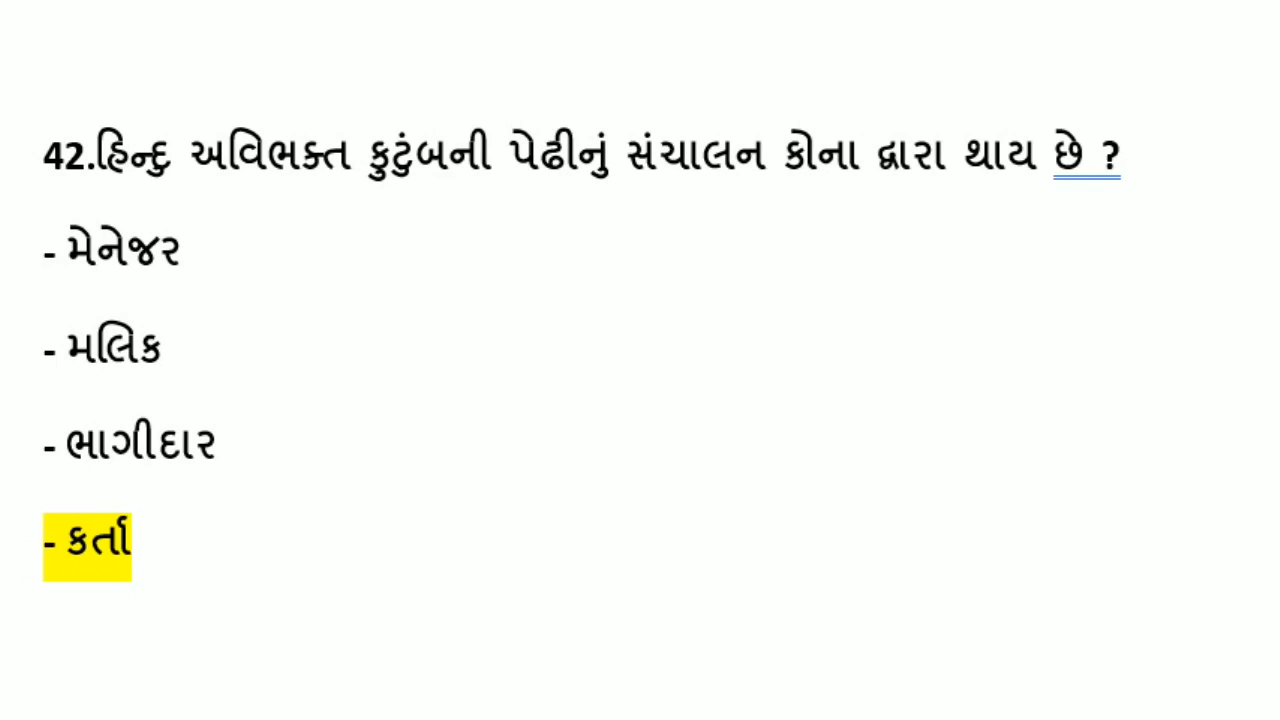 42.હિન્દુ અવિભક્ત કુટુંબની પેઢીનું સંચાલન કોના દ્વારા થાય છે ?
- મેનેજર
- મલિક
- ભાગીદાર
- કર્તા